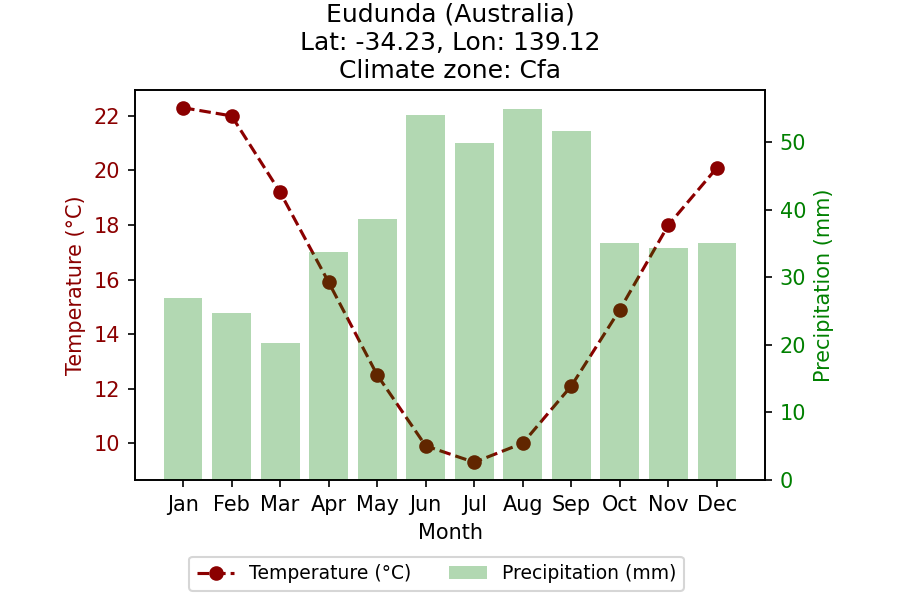 Eudunda (Australia)
Lat: -34.23, Lon: 139.12
Climate zone: Cfa
Temperature (°C)
22
20
18
16
14
12
10
50
40
30
20
10
0
Precipitation (mm)
Jan Feb Mar Apr May Jun Jul Aug Sep Oct Nov Dec
Month
Temperature (°C) Precipitation (mm)